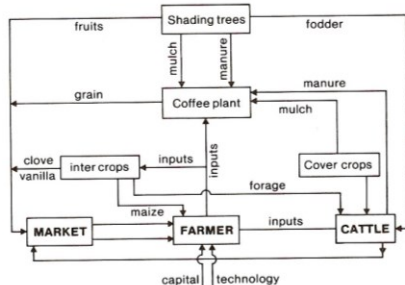 Shading trees
fruits
fodder
mulch
manure
manure
grain
Coffee plant
mulch
clove
vanilla
inter crops
inputs
inputs
Cover crops
forage
maize
MARKET
FARMER
inputs
CATTLE
capital
technology